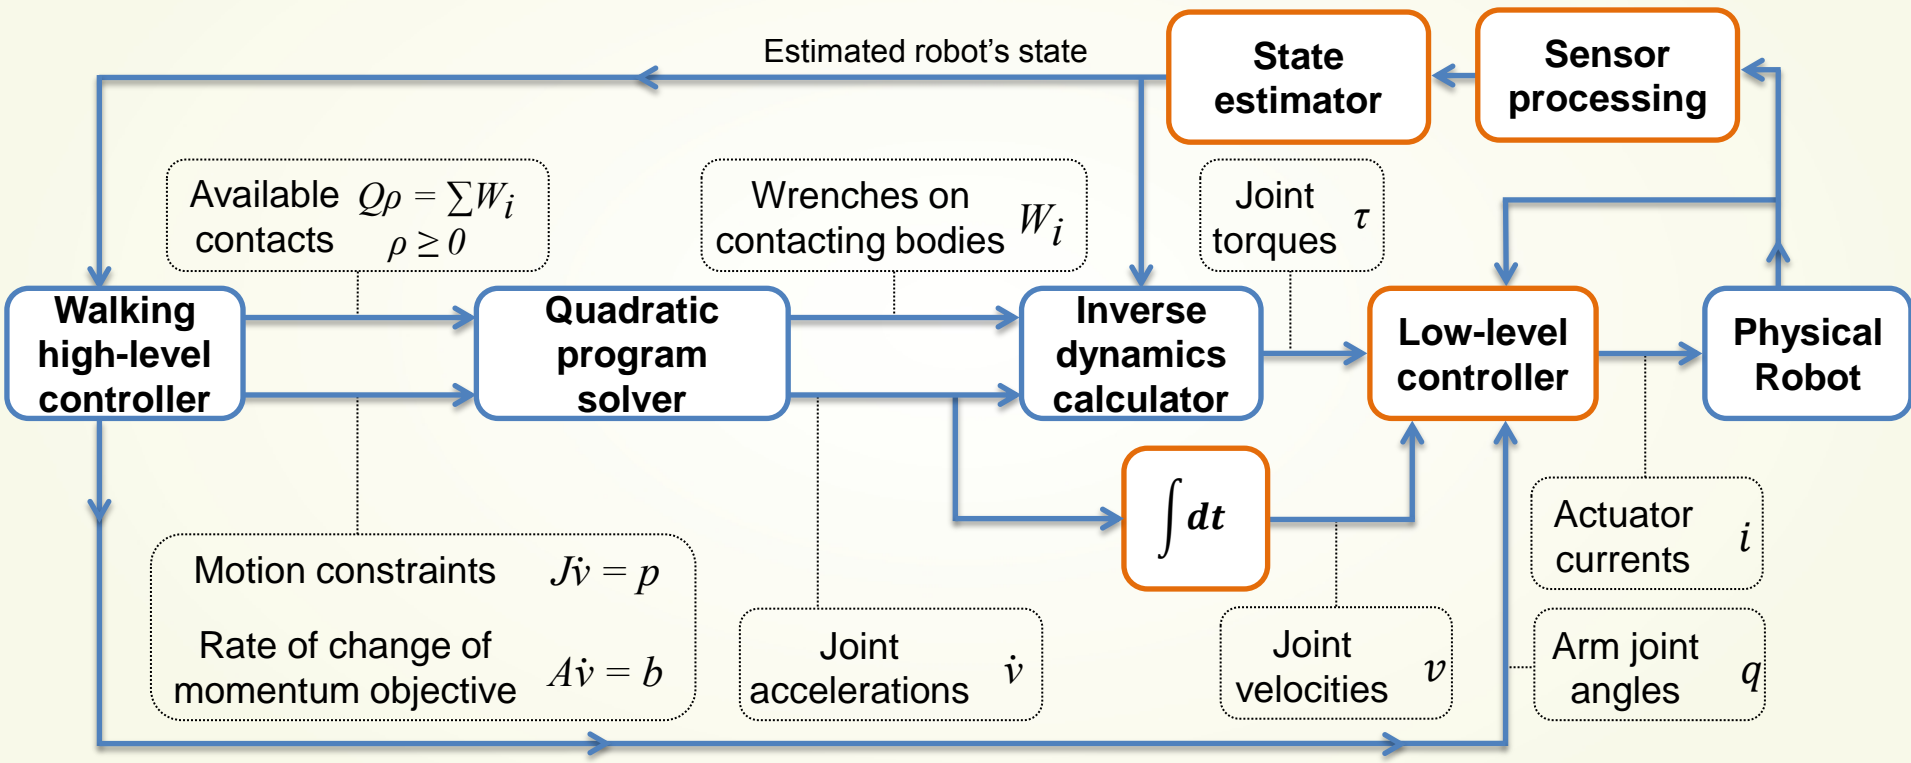 Estimated robot's state
State
estimator
Sensor
processing
Available
contacts
Qρ = ∑Wi
ρ ≥ 0
Wrenches on
contacting bodies
Wi
Joint
torques
τ
Walking
high-level
controller
Quadratic
program
solver
Inverse
dynamics
calculator
Low-level
controller
Physical
Robot
∫dt
Motion constraints
Jv̇ = p
Rate of change of
momentum objective
Av̇ = b
Joint
accelerations
v̇
Joint
velocities
v
Actuator
currents
i
Arm joint
angles
q